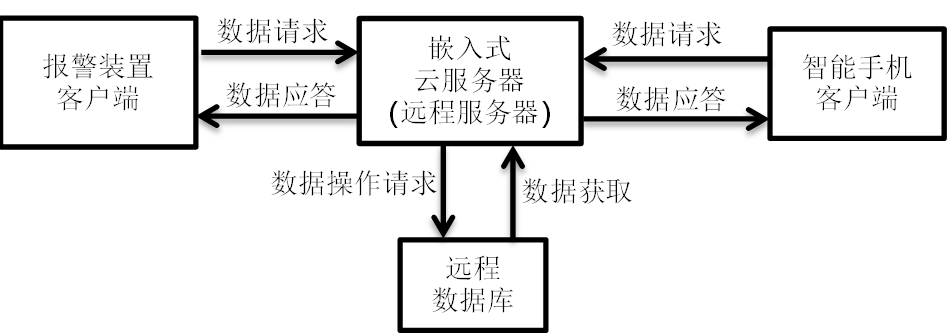 报警装置
客户端
数据请求
数据应答
嵌入式
云服务器
(远程服务器)
数据请求
数据应答
智能手机
客户端
数据操作请求
数据获取
远程
数据库